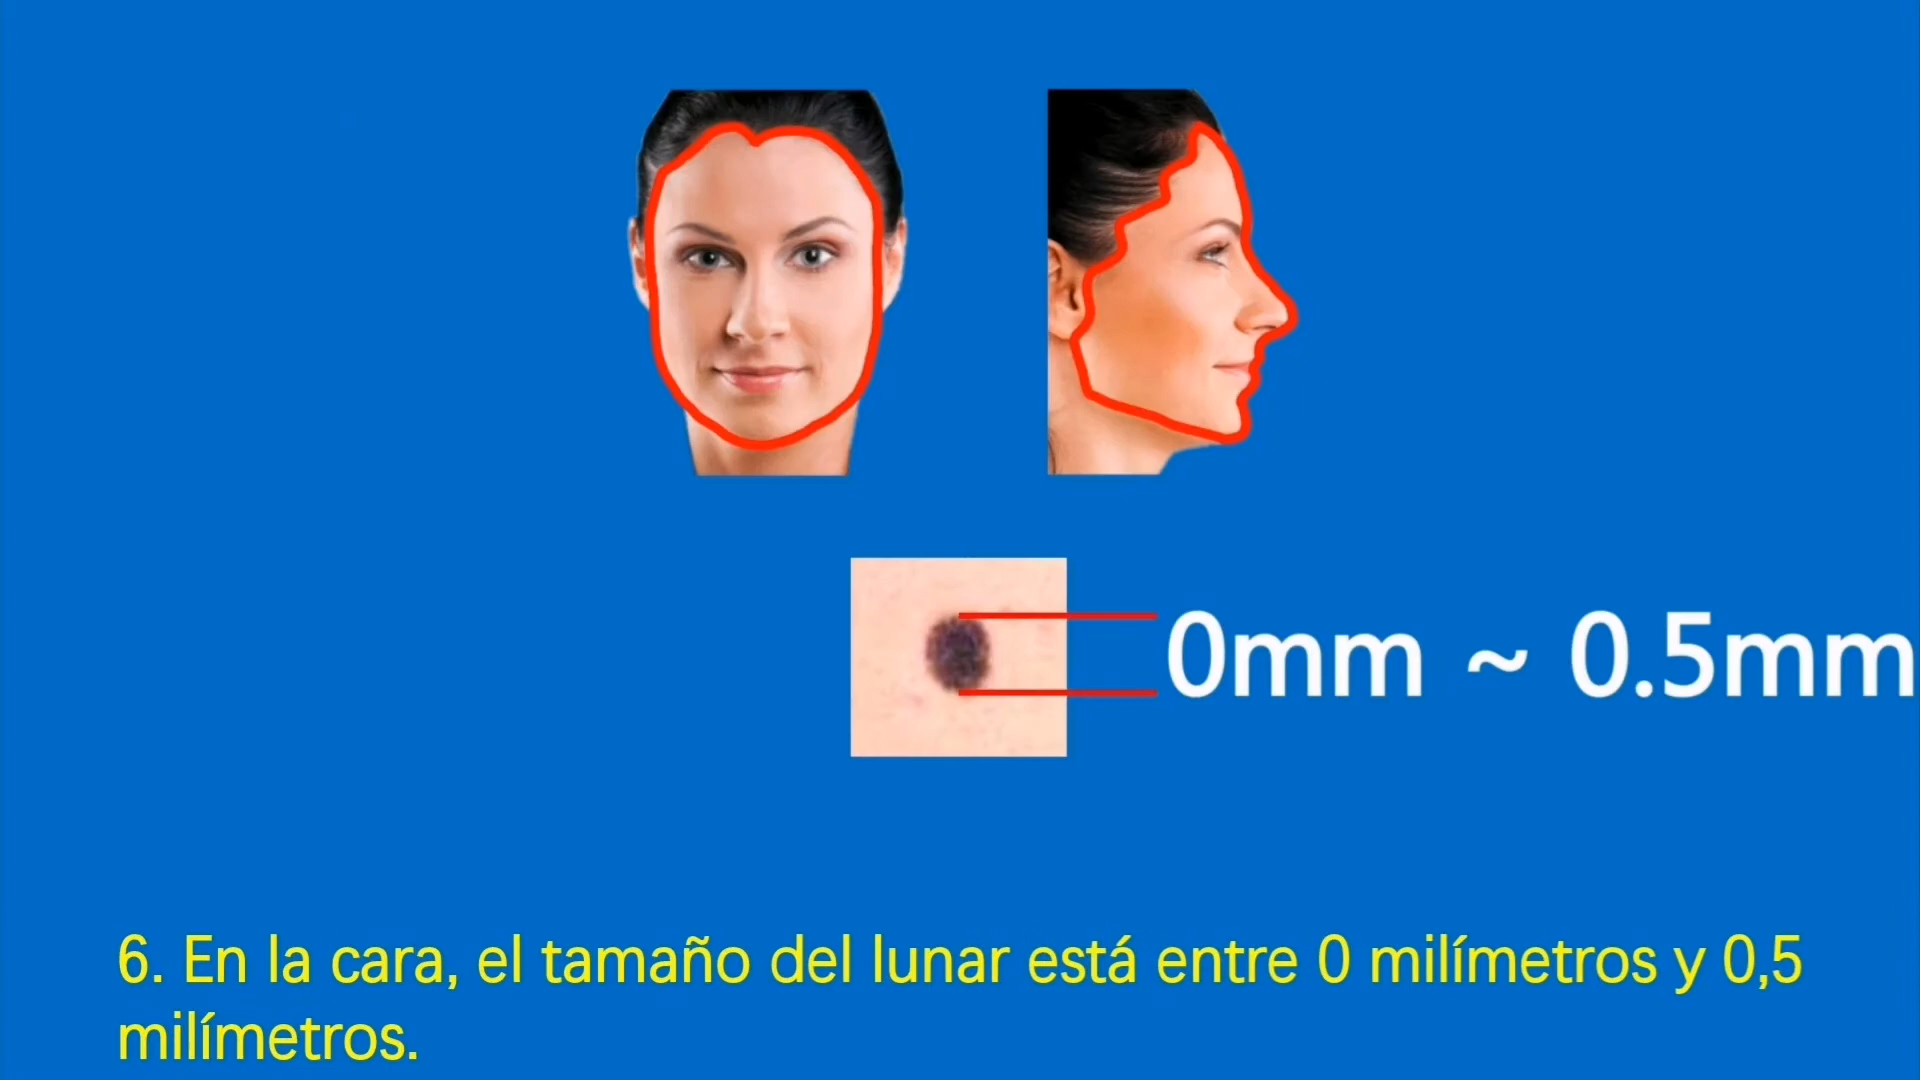 0mm ~ 0.5mm
6. En la cara, el tamaño del lunar está entre 0 milímetros y 0,5
milímetros.